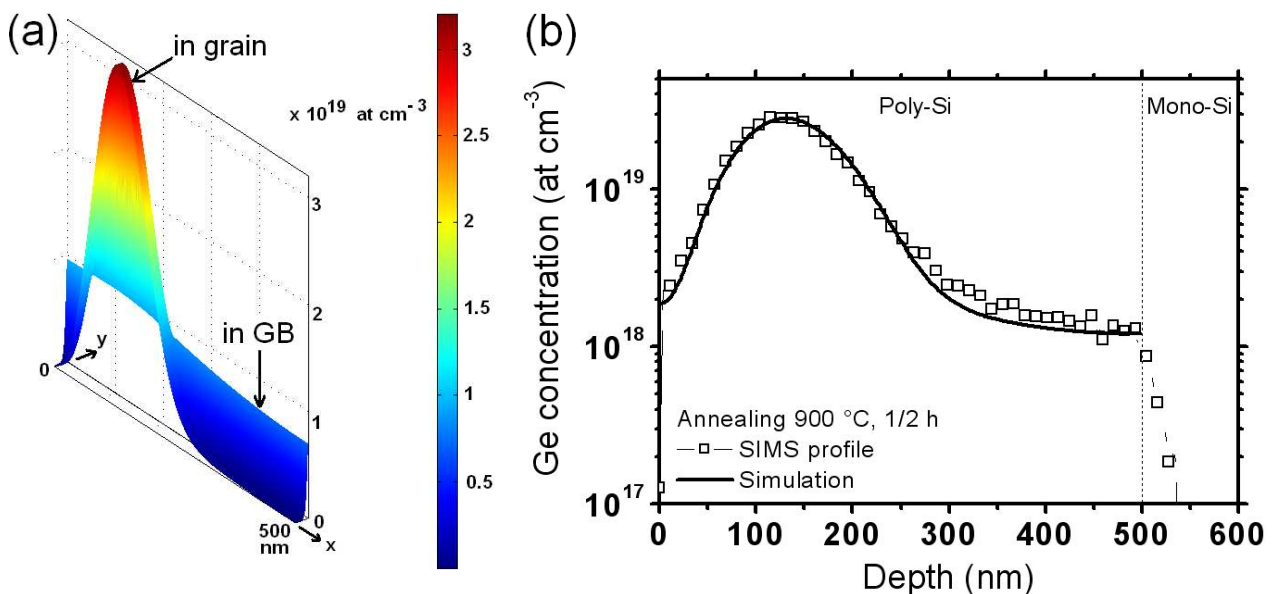 (a)
in grain
x 10^19 at cm^-3
3
2.5
2
1.5
1
0.5
3
2
1
0
in GB
y
0
500
nm
x
(b)
Ge concentration (at cm^-3)
10^19
10^18
10^17
Poly-Si
Mono-Si
Annealing 900 °C, 1/2 h
SIMS profile
Simulation
0
100
200
300
400
500
600
Depth (nm)